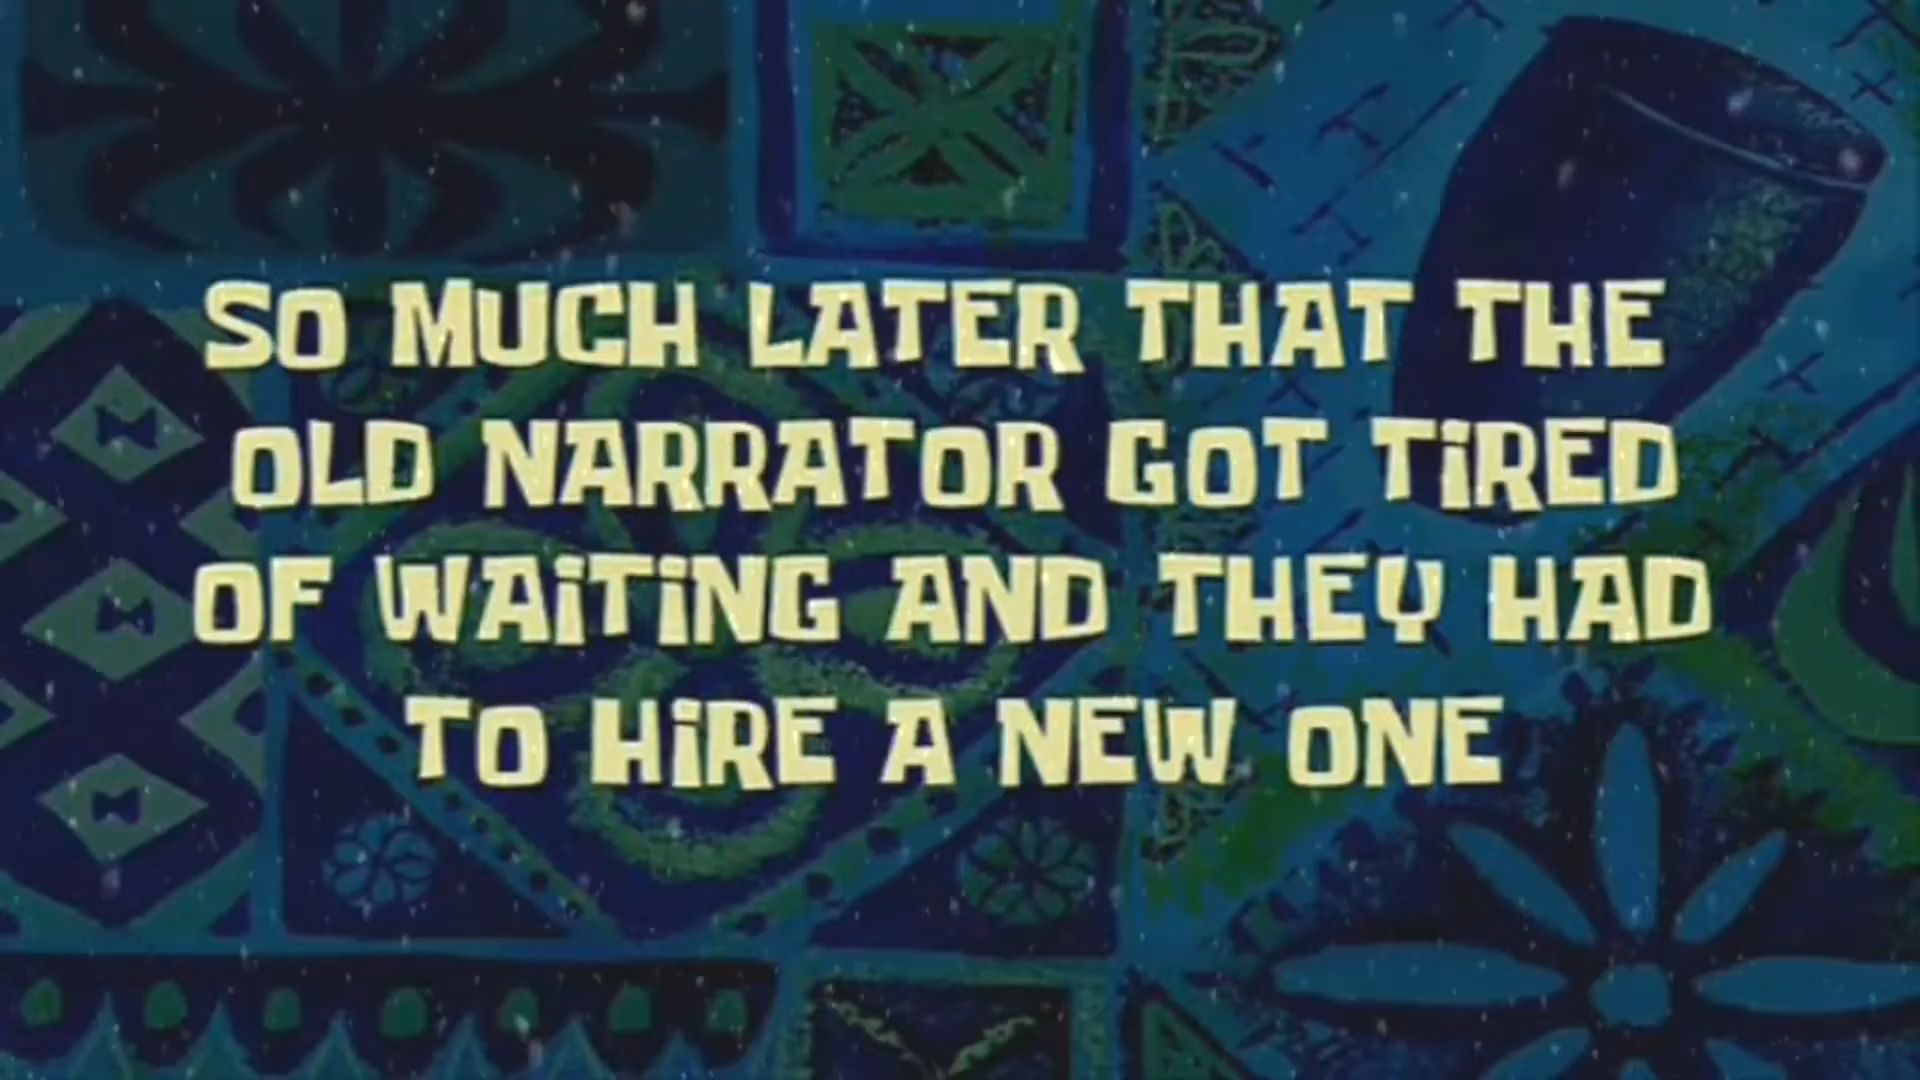 SO MUCH LATER THAT THE
OLD NARRATOR GOT TiRED
OF WAiTiNG AND THEY HAD
TO HiRE A NEW ONE